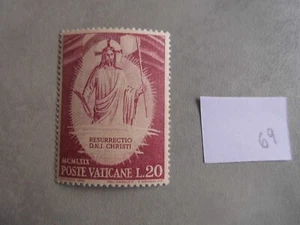 RESURRECTIO
D.N.J. CHRISTI
MCMLXIX
POSTE VATICANE L.20
69